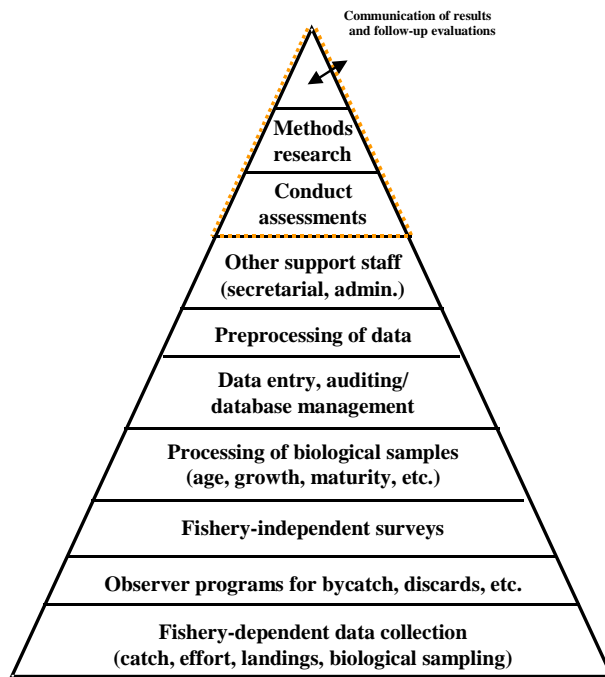 Communication of results
and follow-up evaluations
Methods
research
Conduct
assessments
Other support staff
(secretarial, admin.)
Preprocessing of data
Data entry, auditing/
database management
Processing of biological samples
(age, growth, maturity, etc.)
Fishery-independent surveys
Observer programs for bycatch, discards, etc.
Fishery-dependent data collection
(catch, effort, landings, biological sampling)